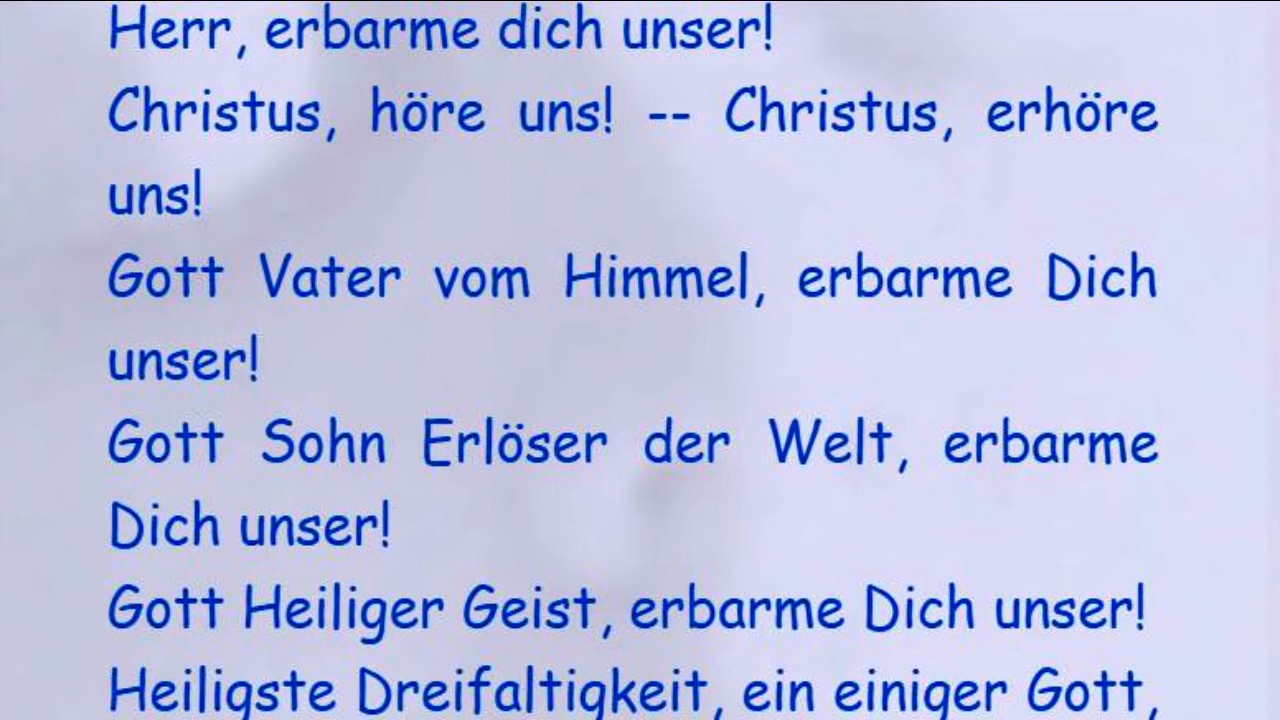 Herr, erbarme dich unser!
Christus, höre uns! -- Christus, erhöre
uns!
Gott Vater vom Himmel, erbarme Dich
unser!
Gott Sohn Erlöser der Welt, erbarme
Dich unser!
Gott Heiliger Geist, erbarme Dich unser!
Heiligste Dreifaltigkeit, ein einiger Gott,